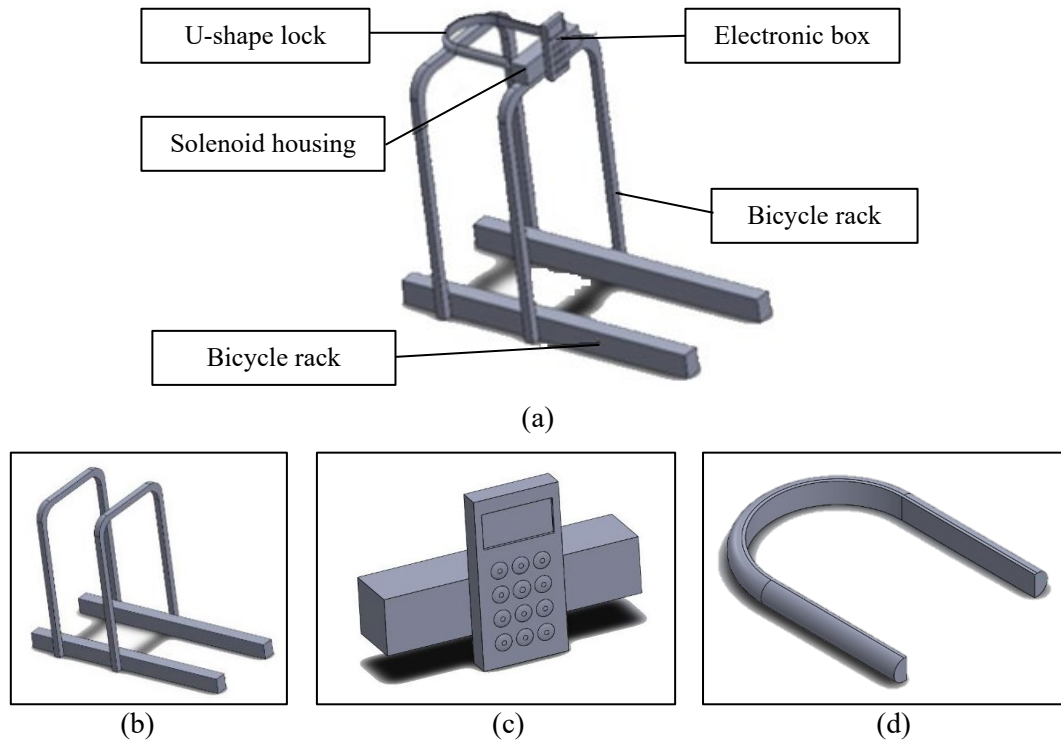 U-shape lock
Electronic box
Solenoid housing
Bicycle rack
Bicycle rack
(a)
(b)
(c)
(d)